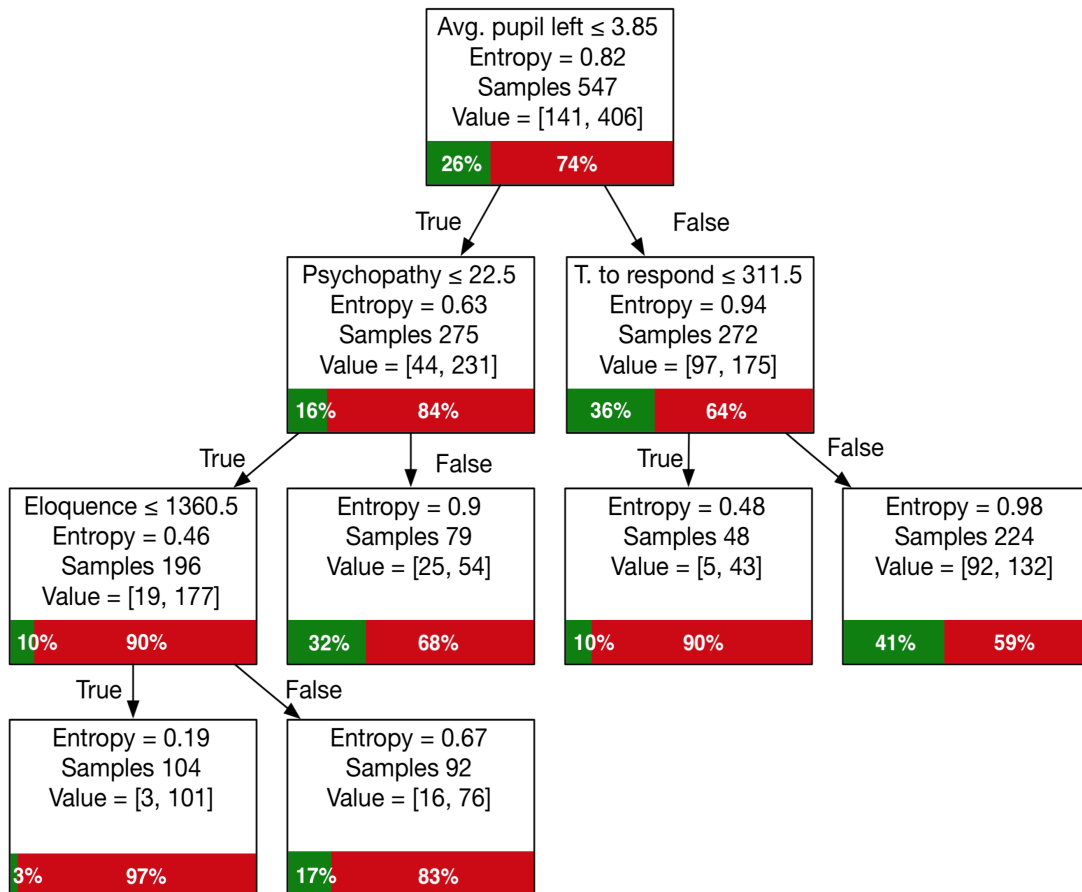 Avg. pupil left ≤ 3.85
Entropy = 0.82
Samples 547
Value = [141, 406]
26% 74%
True
False
Psychopathy ≤ 22.5
Entropy = 0.63
Samples 275
Value = [44, 231]
16% 84%
T. to respond ≤ 311.5
Entropy = 0.94
Samples 272
Value = [97, 175]
36% 64%
True
False
True
False
Eloquence ≤ 1360.5
Entropy = 0.46
Samples 196
Value = [19, 177]
10% 90%
Entropy = 0.9
Samples 79
Value = [25, 54]
32% 68%
Entropy = 0.48
Samples 48
Value = [5, 43]
10% 90%
Entropy = 0.98
Samples 224
Value = [92, 132]
41% 59%
True
False
Entropy = 0.19
Samples 104
Value = [3, 101]
3% 97%
Entropy = 0.67
Samples 92
Value = [16, 76]
17% 83%